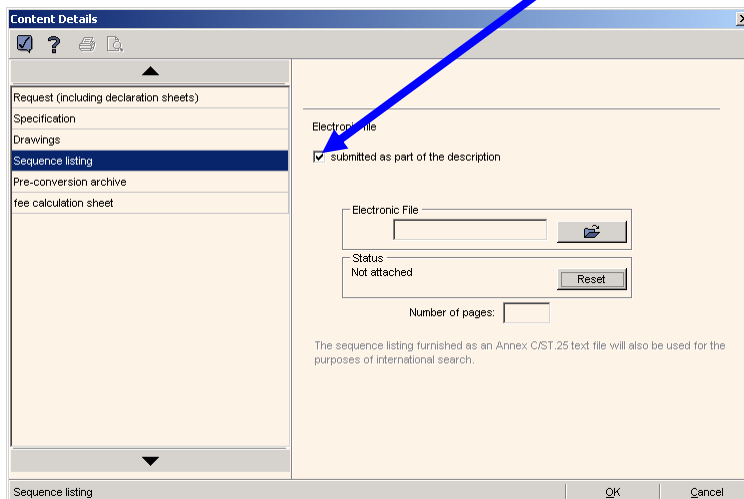 Content Details
Request (including declaration sheets)
Specification
Drawings
Sequence listing
Pre-conversion archive
fee calculation sheet
Electronic file
submitted as part of the description
Electronic File
Status
Not attached
Reset
Number of pages:
The sequence listing furnished as an Annex C/ST.25 text file will also be used for the
purposes of international search.
Sequence listing
OK
Cancel